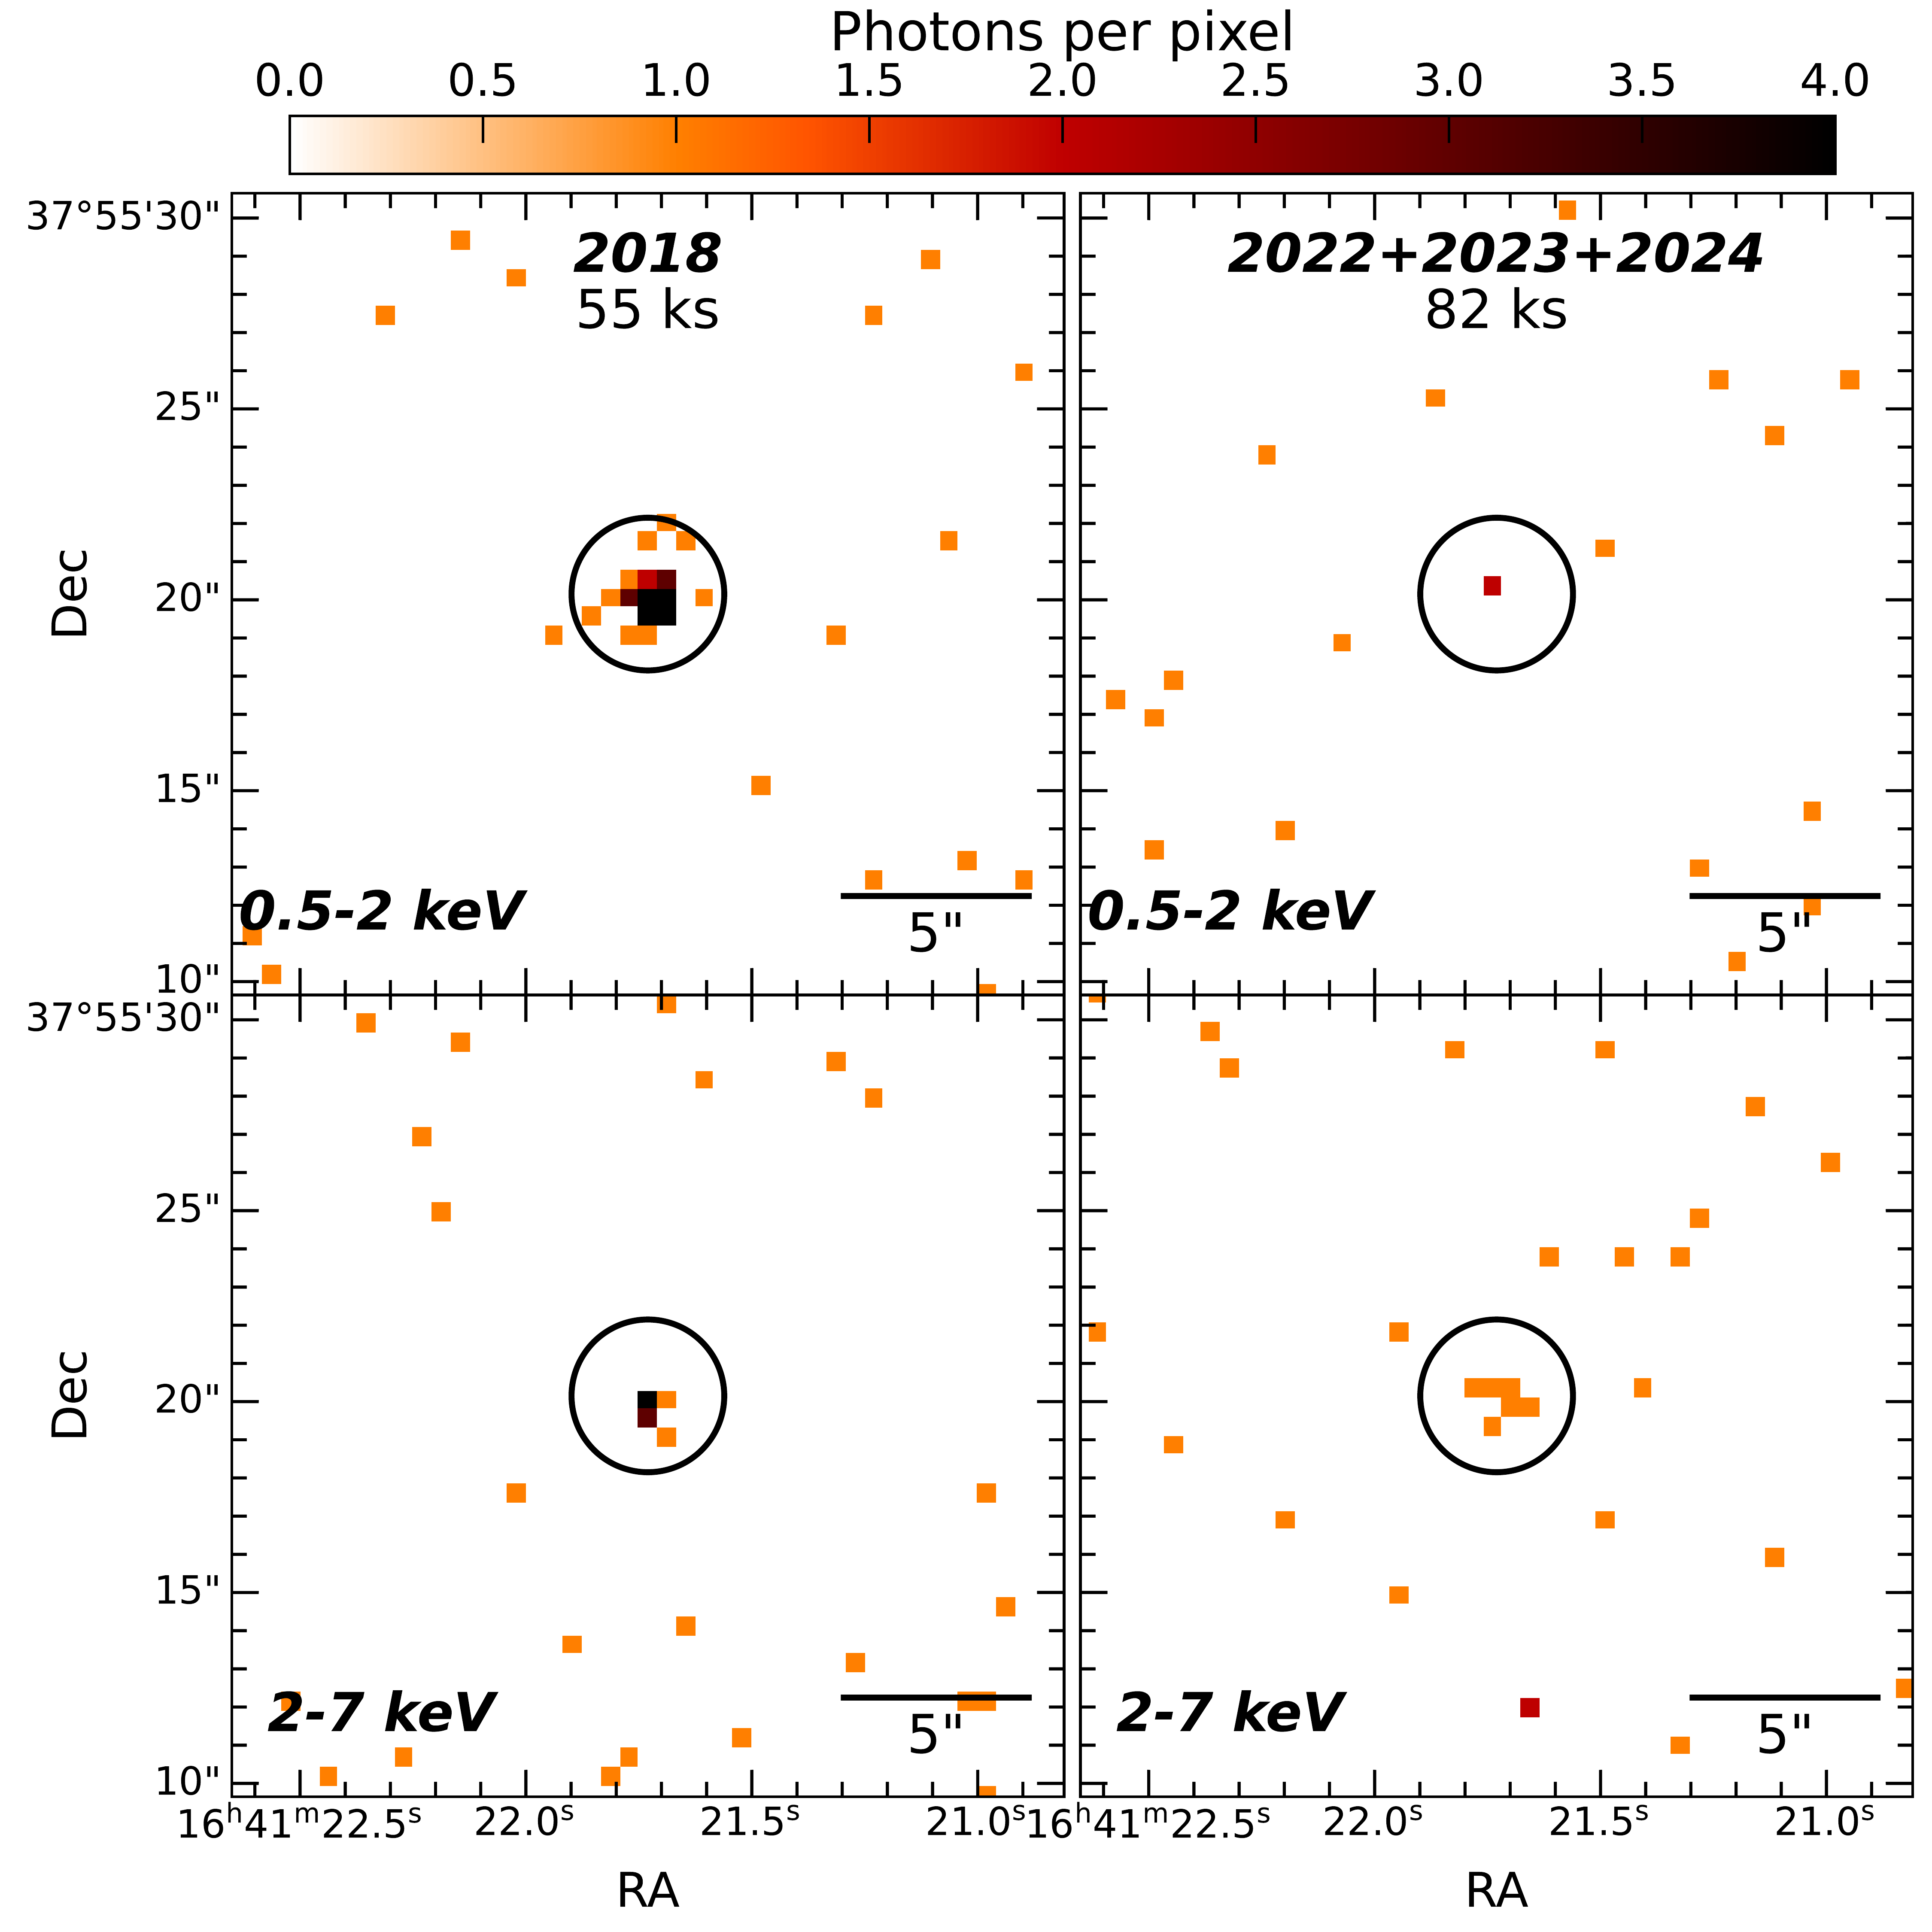 Photons per pixel
0.0 0.5 1.0 1.5 2.0 2.5 3.0 3.5 4.0
2018
55 ks
2022+2023+2024
82 ks
37°55'30"
25"
20"
15"
10"
Dec
0.5-2 keV
5"
0.5-2 keV
5"
37°55'30"
25"
20"
15"
10"
Dec
2-7 keV
5"
2-7 keV
5"
16ʰ41ᵐ22.5ˢ 22.0ˢ 21.5ˢ 21.0ˢ 16ʰ41ᵐ22.5ˢ 22.0ˢ 21.5ˢ 21.0ˢ
RA RA